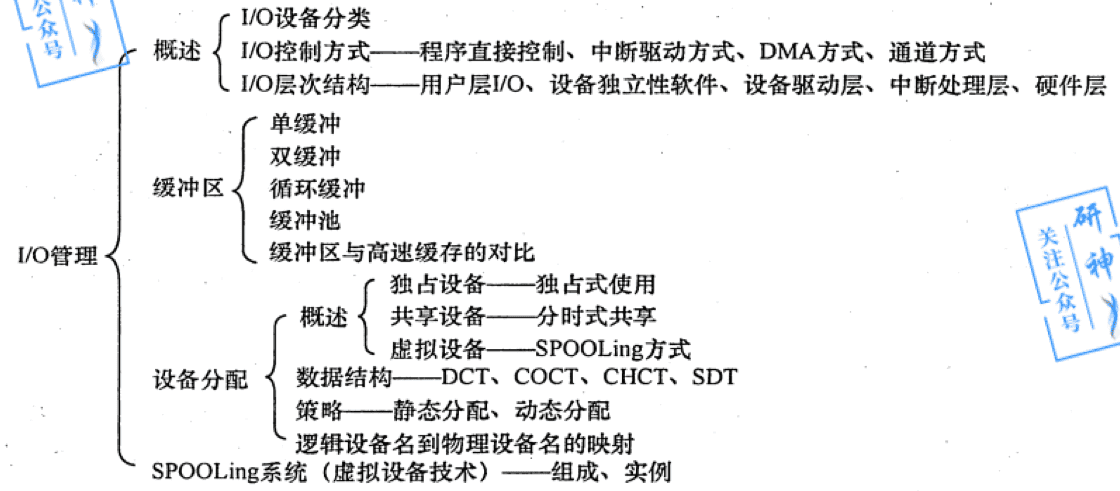 公众号
I/O设备分类
概述
I/O控制方式——程序直接控制、中断驱动方式、DMA方式、通道方式
I/O层次结构——用户层I/O、设备独立性软件、设备驱动层、中断处理层、硬件层
单缓冲
双缓冲
缓冲区
循环缓冲
缓冲池
缓冲区与高速缓存的对比
I/O管理
独占设备——独占式使用
概述
共享设备——分时式共享
虚拟设备——SPOOLing方式
设备分配
数据结构——DCT、COCT、CHCT、SDT
策略——静态分配、动态分配
逻辑设备名到物理设备名的映射
SPOOLing系统（虚拟设备技术）——组成、实例
研神
关注公众号